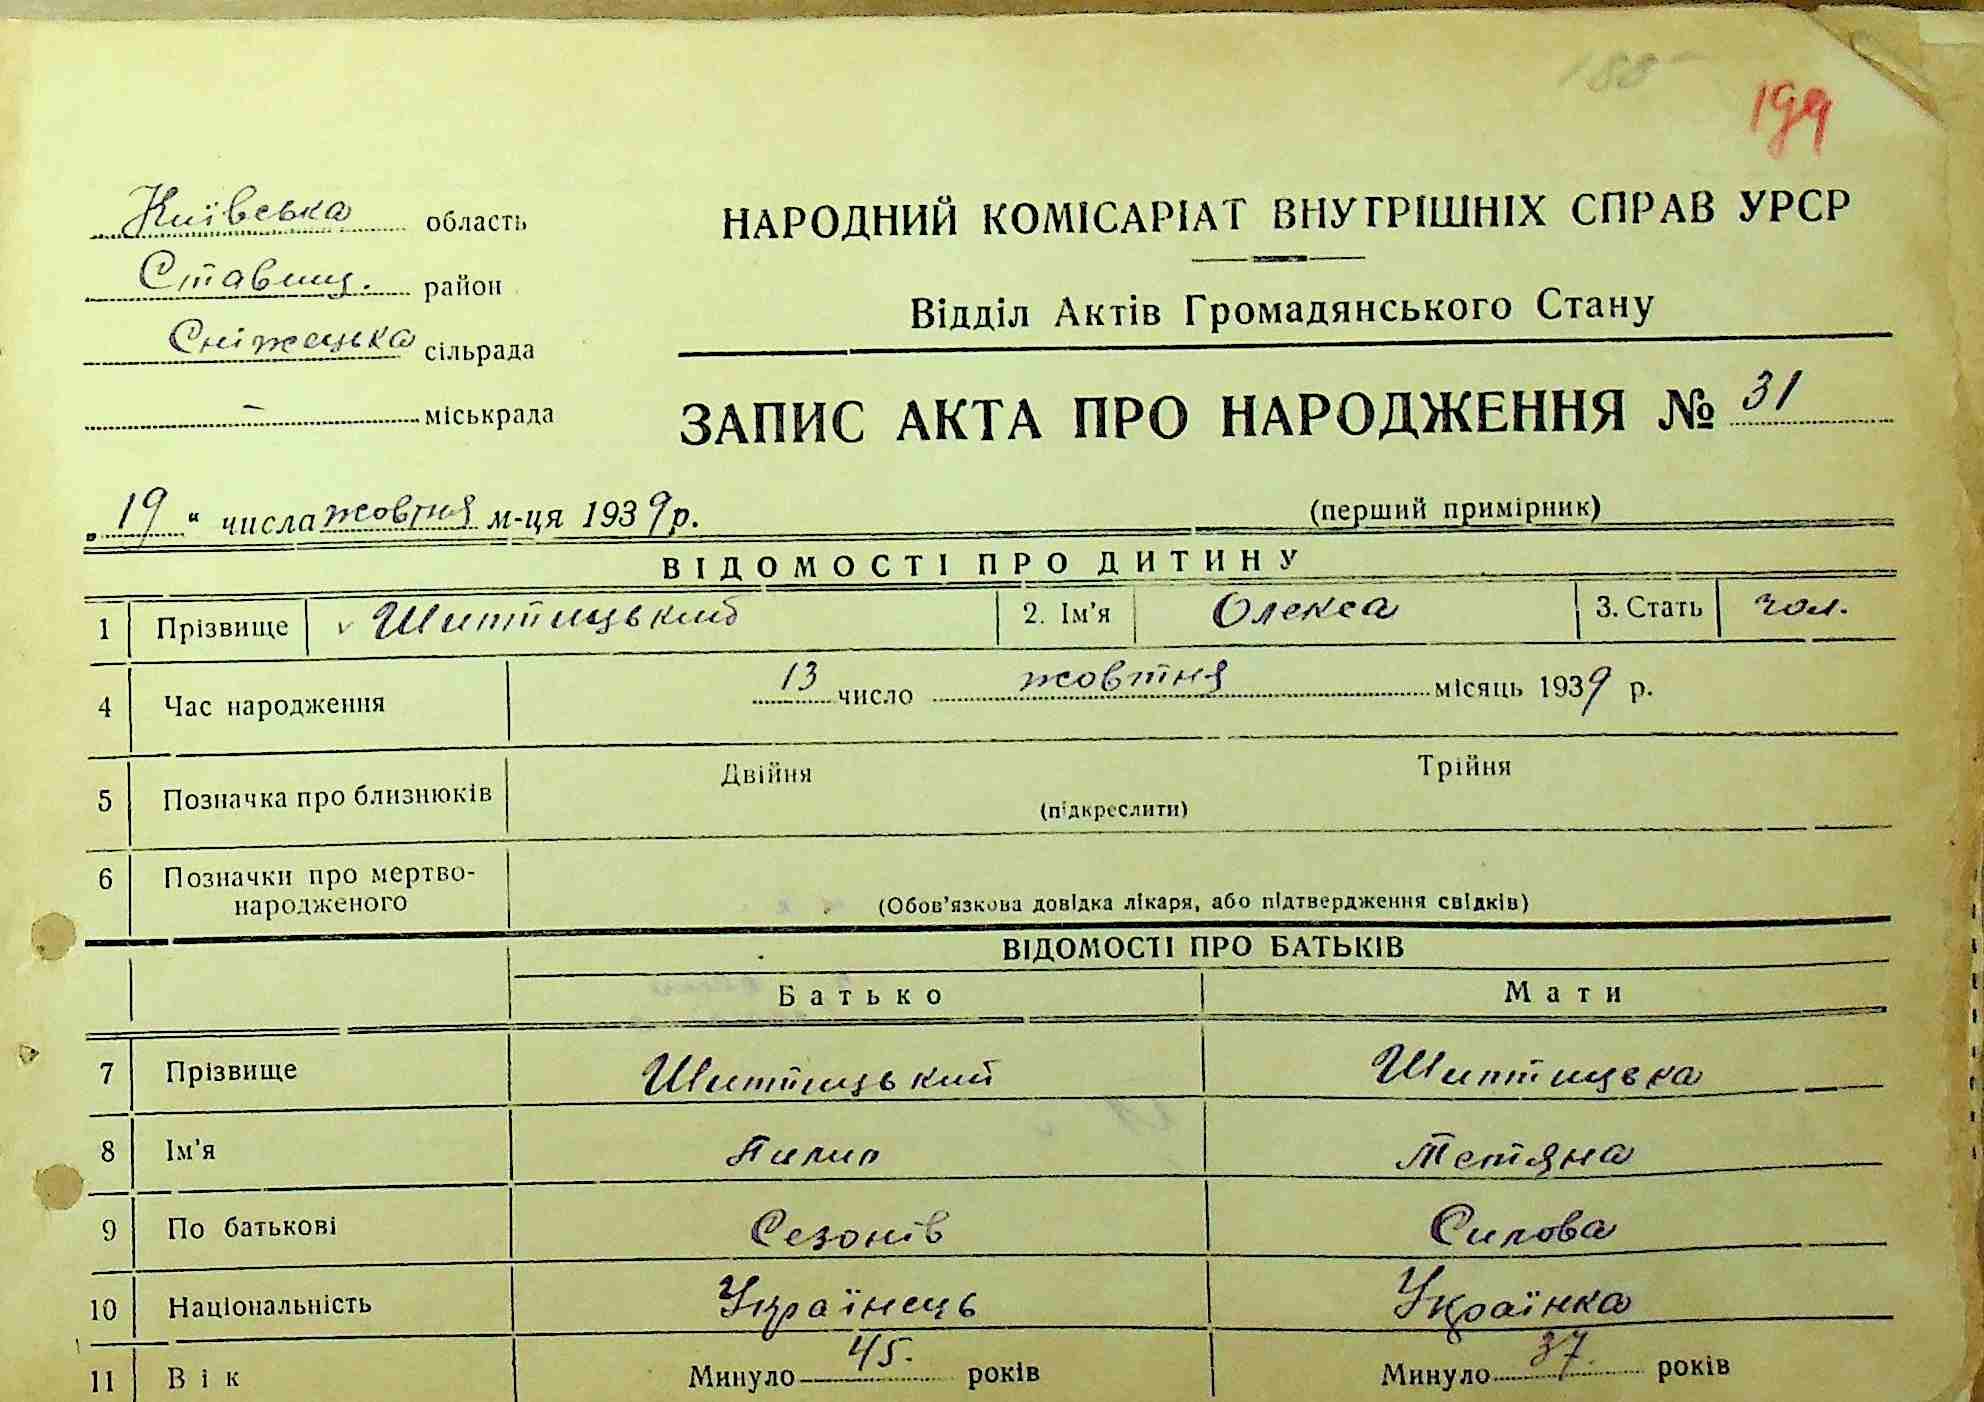 188
199
Київська область
Ставищ. район
Сніжецька сільрада
– міськрада
НАРОДНИЙ КОМІСАРІАТ ВНУТРІШНІХ СПРАВ УРСР
Відділ Актів Громадянського Стану
ЗАПИС АКТА ПРО НАРОДЖЕННЯ № 31
„19“ числа жовтня м-ця 1939 р.
(перший примірник)
ВІДОМОСТІ ПРО ДИТИНУ
1 Прізвище v Шиптицький 2. Ім'я Олекса 3. Стать чол.
4 Час народження 13 число жовтня місяць 1939 р.
5 Позначка про близнюків Двійня Трійня
(підкреслити)
6 Позначки про мертво-
народженого (Обов'язкова довідка лікаря, або підтвердження свідків)
ВІДОМОСТІ ПРО БАТЬКІВ
Батько Мати
7 Прізвище Шиптицький Шиптицька
8 Ім'я Пилип Тетяна
9 По батькові Сезонів Силова
10 Національність Українець Українка
11 Вік Минуло 45. років Минуло 37 років